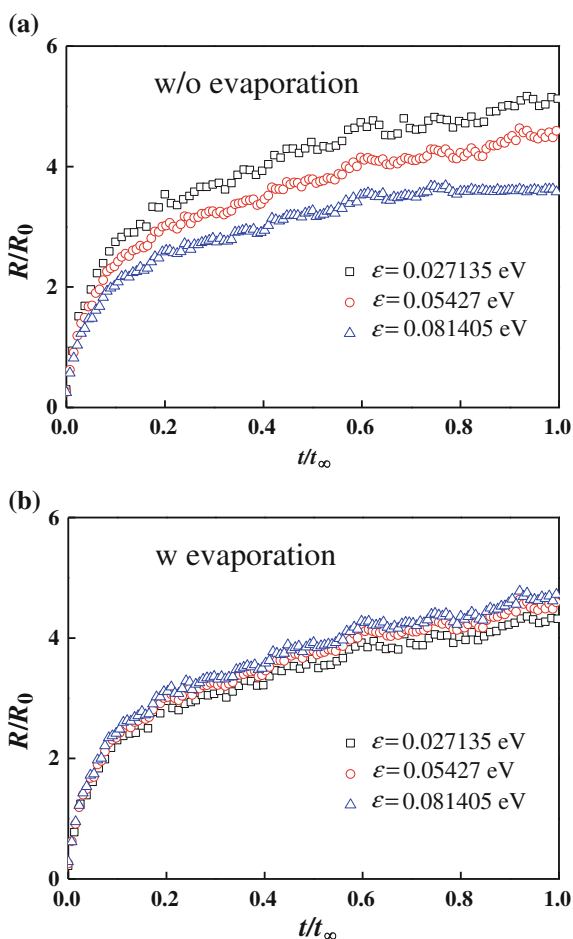 (a)
6
w/o evaporation
4
R/R0
ε=0.027135 eV
2
ε=0.05427 eV
ε=0.081405 eV
0
0.0 0.2 0.4 0.6 0.8 1.0
t/t∞
(b)
6
w evaporation
4
R/R0
ε=0.027135 eV
2
ε=0.05427 eV
ε=0.081405 eV
0
0.0 0.2 0.4 0.6 0.8 1.0
t/t∞